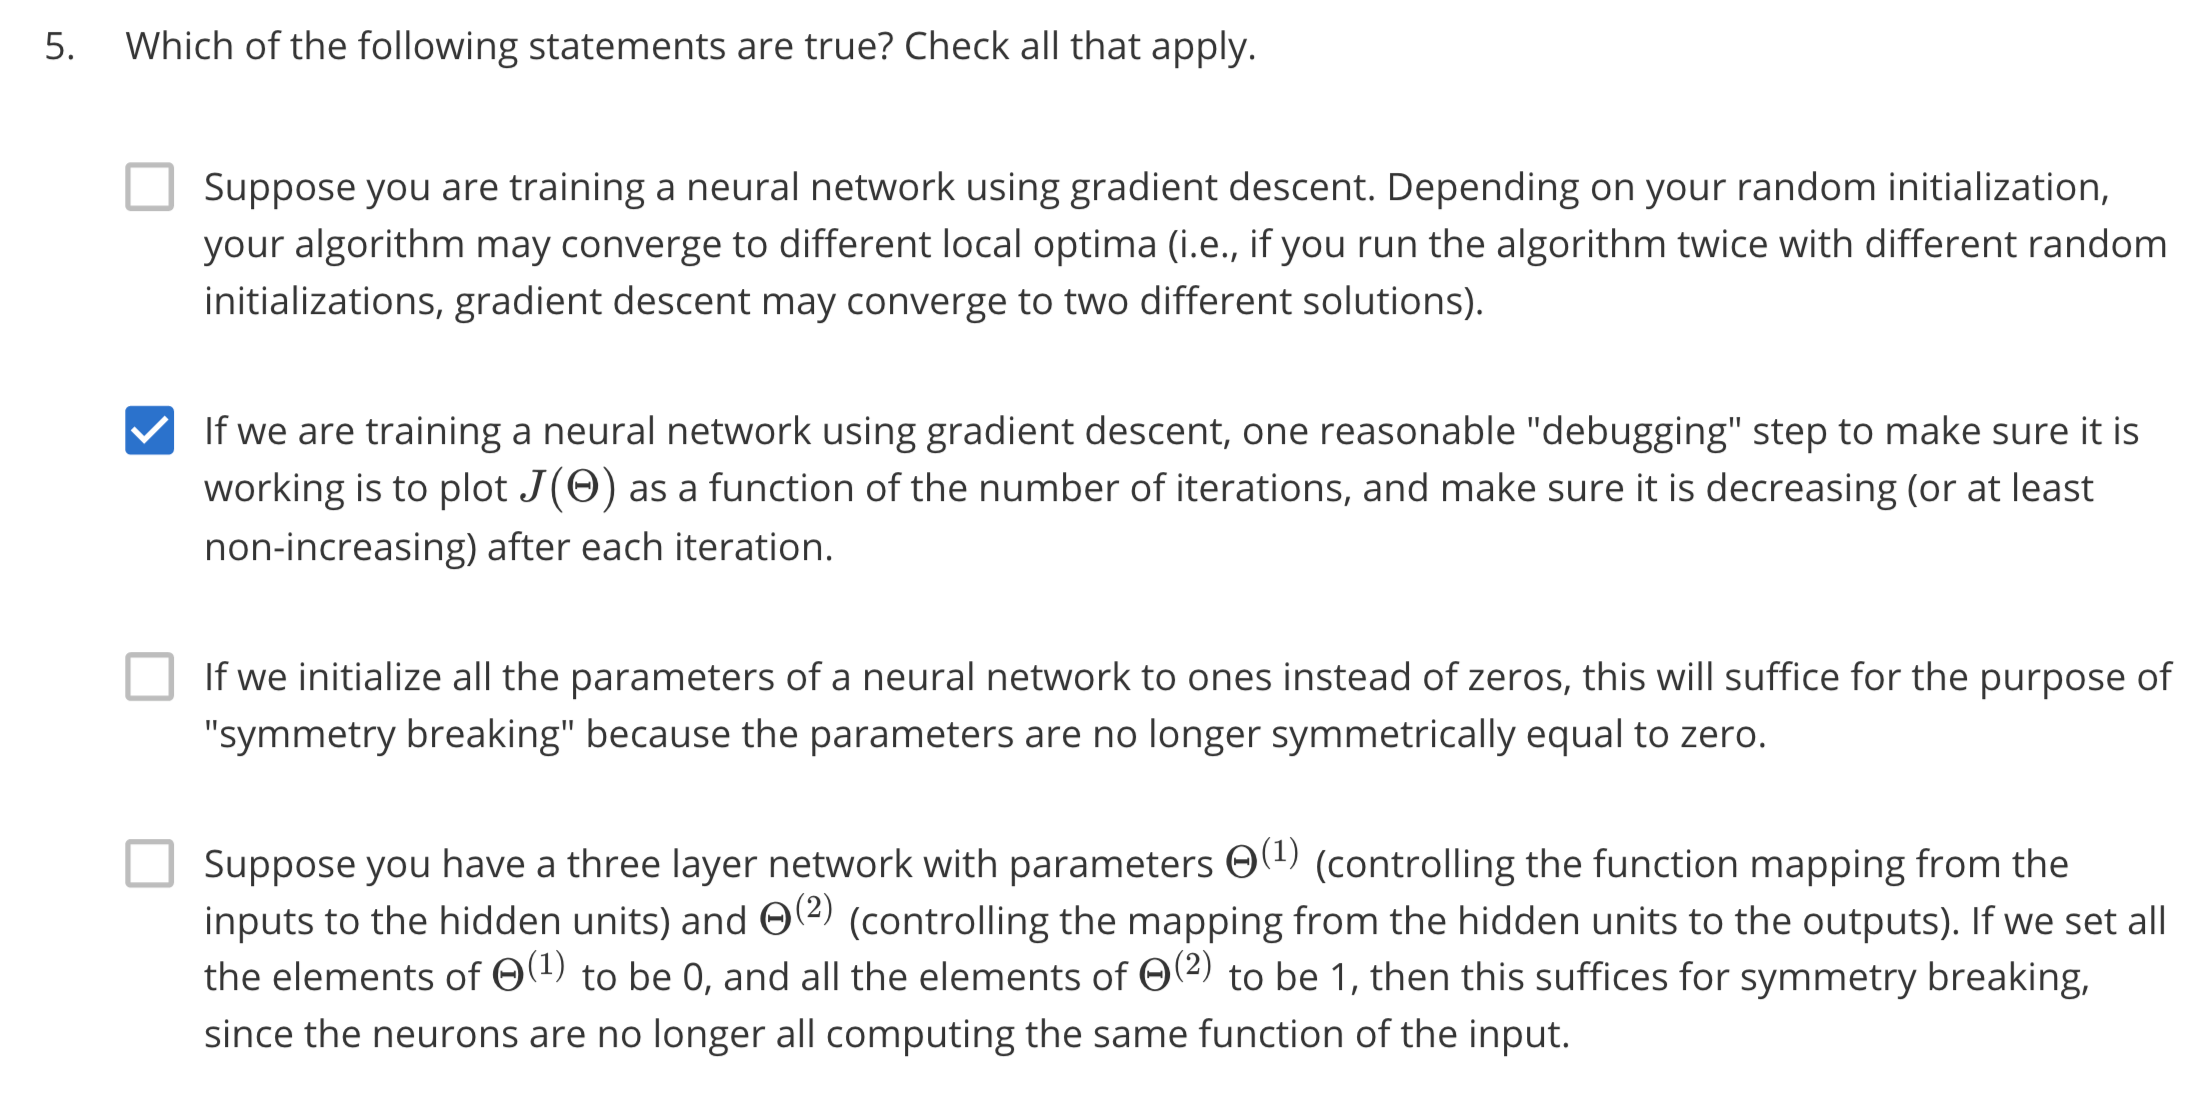 5. Which of the following statements are true? Check all that apply.
Suppose you are training a neural network using gradient descent. Depending on your random initialization,
your algorithm may converge to different local optima (i.e., if you run the algorithm twice with different random
initializations, gradient descent may converge to two different solutions).
If we are training a neural network using gradient descent, one reasonable "debugging" step to make sure it is
working is to plot J(Θ) as a function of the number of iterations, and make sure it is decreasing (or at least
non-increasing) after each iteration.
If we initialize all the parameters of a neural network to ones instead of zeros, this will suffice for the purpose of
"symmetry breaking" because the parameters are no longer symmetrically equal to zero.
Suppose you have a three layer network with parameters Θ⁽¹⁾ (controlling the function mapping from the
inputs to the hidden units) and Θ⁽²⁾ (controlling the mapping from the hidden units to the outputs). If we set all
the elements of Θ⁽¹⁾ to be 0, and all the elements of Θ⁽²⁾ to be 1, then this suffices for symmetry breaking,
since the neurons are no longer all computing the same function of the input.